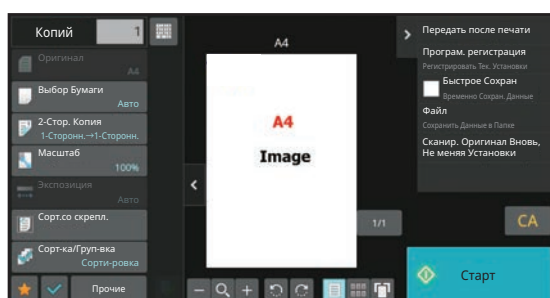 Копий
1
Оригинал
A4
Выбор Бумаги
Авто
2-Стор. Копия
1-Сторонн.→1-Сторонн.
Масштаб
100%
Экспозиция
Авто
Сорт.со скрепл.
Сорт-ка/Груп-вка
Сорти-ровка
Прочие
A4
A4
Image
1/1
Передать после печати
Програм. регистрация
Регистрировать Тек. Установки
Быстрое Сохран
Временно Сохран. Данные
Файл
Сохранить Данные в Папке
Сканир. Оригинал Вновь,
Не меняя Установки
CA
Старт